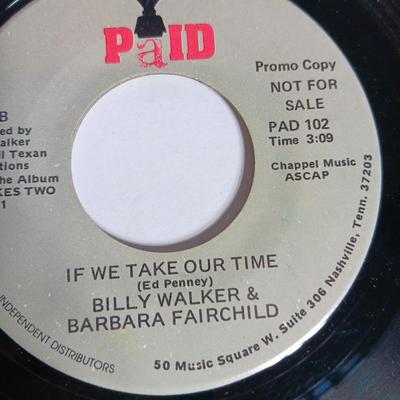 PaID
Promo Copy
NOT FOR
SALE
PAD 102
Time 3:09
Chappel Music
ASCAP
B
ed by
alker
ll Texan
tions
he Album
KES TWO
1
IF WE TAKE OUR TIME
(Ed Penney)
BILLY WALKER &
BARBARA FAIRCHILD
INDEPENDENT DISTRIBUTORS
50 Music Square W. Suite 306 Nashville, Tenn. 37203